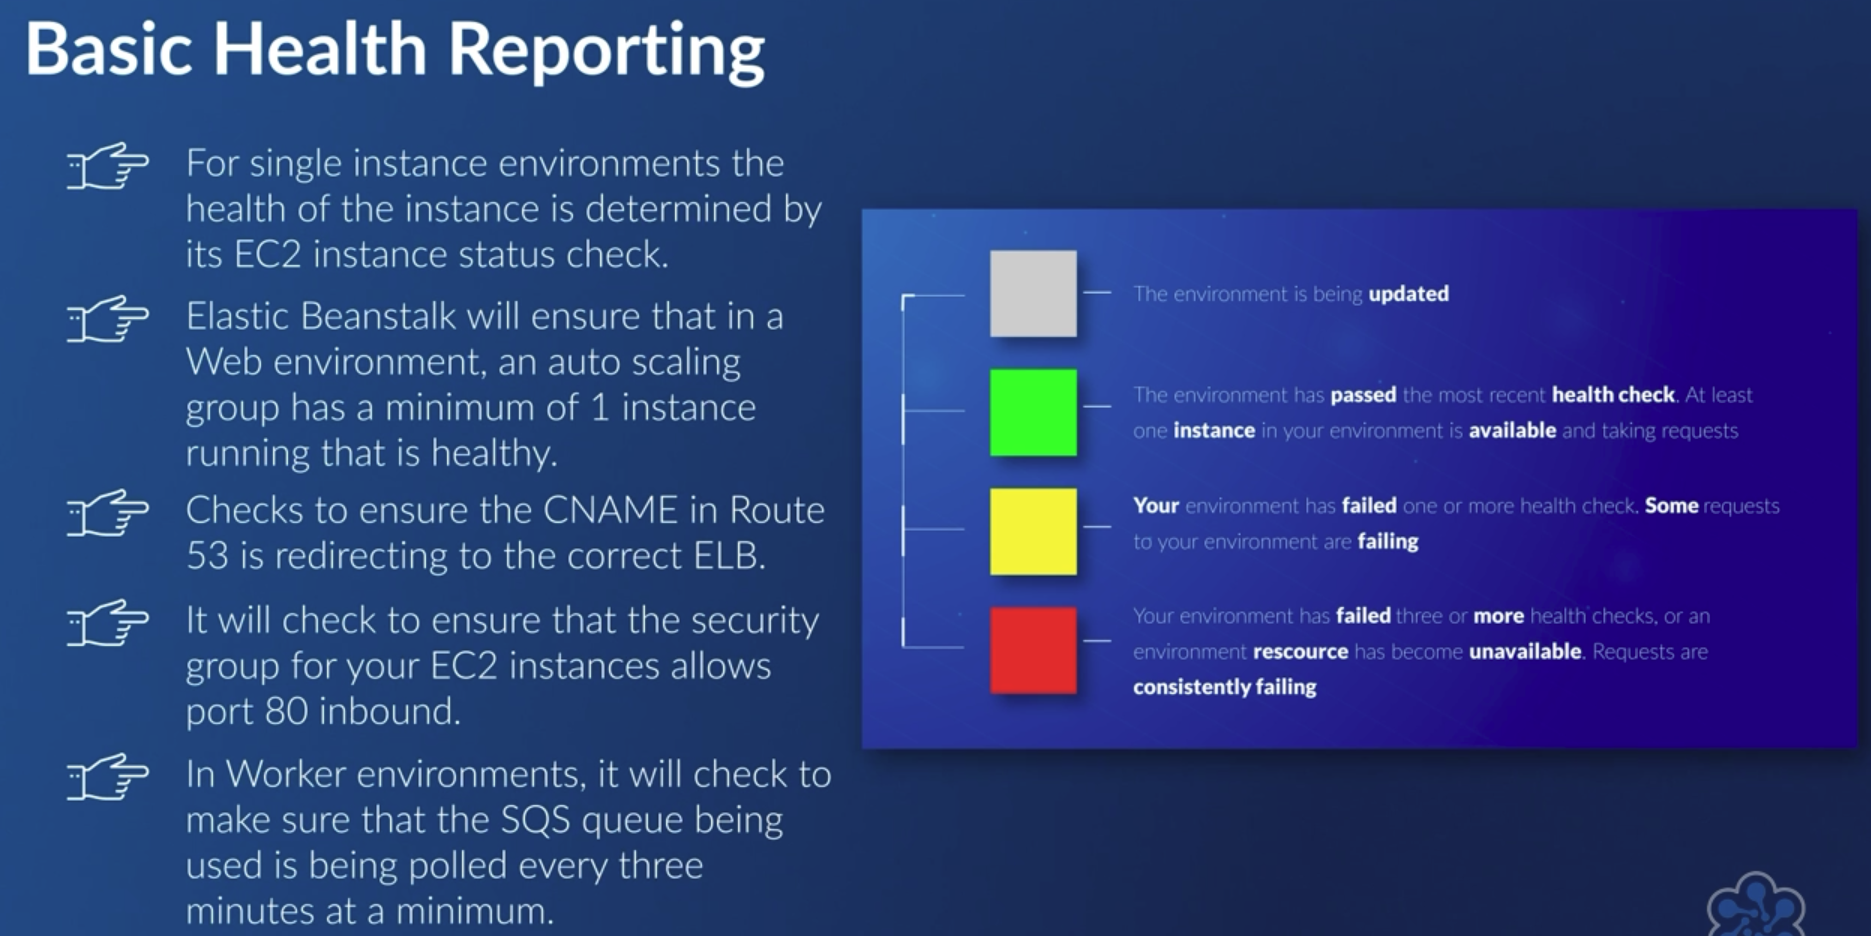 Basic Health Reporting
For single instance environments the
health of the instance is determined by
its EC2 instance status check.
Elastic Beanstalk will ensure that in a
Web environment, an auto scaling
group has a minimum of 1 instance
running that is healthy.
Checks to ensure the CNAME in Route
53 is redirecting to the correct ELB.
It will check to ensure that the security
group for your EC2 instances allows
port 80 inbound.
In Worker environments, it will check to
make sure that the SQS queue being
used is being polled every three
minutes at a minimum.
The environment is being updated
The environment has passed the most recent health check. At least
one instance in your environment is available and taking requests
Your environment has failed one or more health check. Some requests
to your environment are failing
Your environment has failed three or more health checks, or an
environment rescource has become unavailable. Requests are
consistently failing